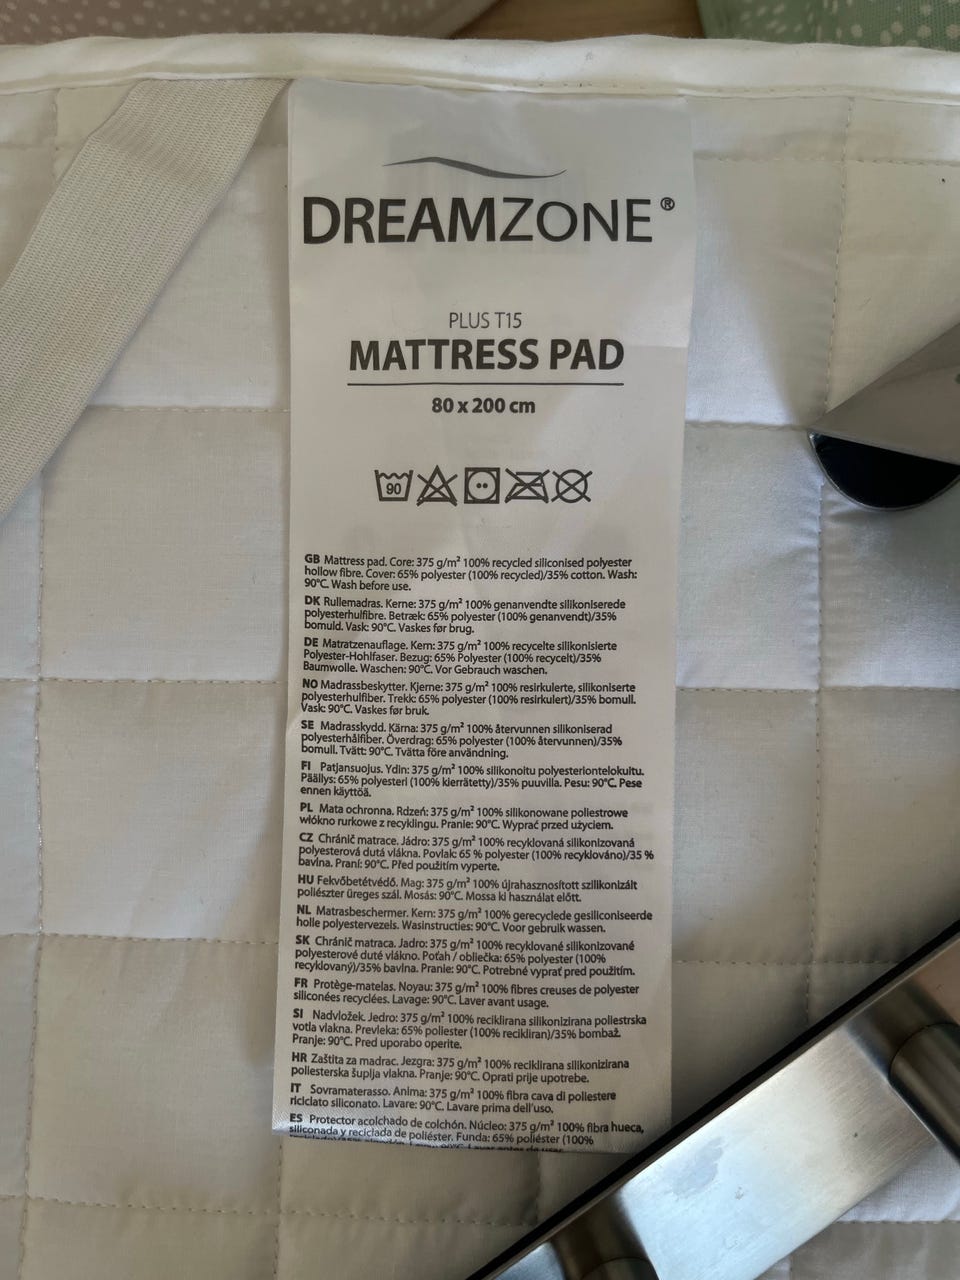 DREAMZONE®
PLUS T15
MATTRESS PAD
80 x 200 cm
90
GB Mattress pad. Core: 375 g/m² 100% recycled siliconised polyester
hollow fibre. Cover: 65% polyester (100% recycled)/35% cotton. Wash:
90°C. Wash before use.
DK Rullemadras. Kerne: 375 g/m² 100% genanvendte silikoniserede
polyesterhulfibre. Betræk: 65% polyester (100% genanvendt)/35%
bomuld. Vask: 90°C. Vaskes før brug.
DE Matratzenauflage. Kern: 375 g/m² 100% recycelte silikonisierte
Polyester-Hohlfaser. Bezug: 65% Polyester (100% recycelt)/35%
Baumwolle. Waschen: 90°C. Vor Gebrauch waschen.
NO Madrassbeskytter. Kjerne: 375 g/m² 100% resirkulerte, silikoniserte
polyesterhulfiber. Trekk: 65% polyester (100% resirkulert)/35% bomull.
Vask: 90°C. Vaskes før bruk.
SE Madrasskydd. Kärna: 375 g/m² 100% återvunnen silikoniserad
polyesterhålfiber. Överdrag: 65% polyester (100% återvunnen)/35%
bomull. Tvätt: 90°C. Tvätta före användning.
FI Patjansuojus. Ydin: 375 g/m² 100% silikonoitu polyesteriontelokuitu.
Päällys: 65% polyesteri (100% kierrätetty)/35% puuvilla. Pesu: 90°C. Pese
ennen käyttöä.
PL Mata ochronna. Rdzeń: 375 g/m² 100% silikonowane poliestrowe
włókno rurkowe z recyklingu. Pranie: 90°C. Wyprać przed użyciem.
CZ Chránič matrace. Jádro: 375 g/m² 100% recyklovaná silikonizovaná
polyesterová dutá vlákna. Povlak: 65 % polyester (100% recyklováno)/35 %
bavlna. Praní: 90°C. Před použitím vyperte.
HU Fekvőbetétvédő. Mag: 375 g/m² 100% újrahasznosított szilikonizált
poliészter üreges szál. Mosás: 90°C. Mossa ki használat előtt.
NL Matrasbeschermer. Kern: 375 g/m² 100% gerecyclede gesiliconiseerde
holle polyestervezels. Wasinstructies: 90°C. Voor gebruik wassen.
SK Chránič matraca. Jadro: 375 g/m² 100% recyklované silikonizované
polyesterové duté vlákno. Poťah / obliečka: 65% polyester (100%
recyklovaný)/35% bavlna. Pranie: 90°C. Potrebné vyprať pred použitím.
FR Protège-matelas. Noyau: 375 g/m² 100% fibres creuses de polyester
siliconées recyclées. Lavage: 90°C. Laver avant usage.
SI Nadvložek. Jedro: 375 g/m² 100% reciklirana silikonizirana poliestrska
votla vlakna. Prevleka: 65% poliester (100% recikliran)/35% bombaž.
Pranje: 90°C. Pred uporabo operite.
HR Zaštita za madrac. Jezgra: 375 g/m² 100% reciklirana silikonizirana
poliesterska šuplja vlakna. Pranje: 90°C. Oprati prije upotrebe.
IT Sovramaterasso. Anima: 375 g/m² 100% fibra cava di poliestere
riciclato siliconato. Lavare: 90°C. Lavare prima dell'uso.
ES Protector acolchado de colchón. Núcleo: 375 g/m² 100% fibra hueca,
siliconada y reciclada de poliéster. Funda: 65% poliéster (100%